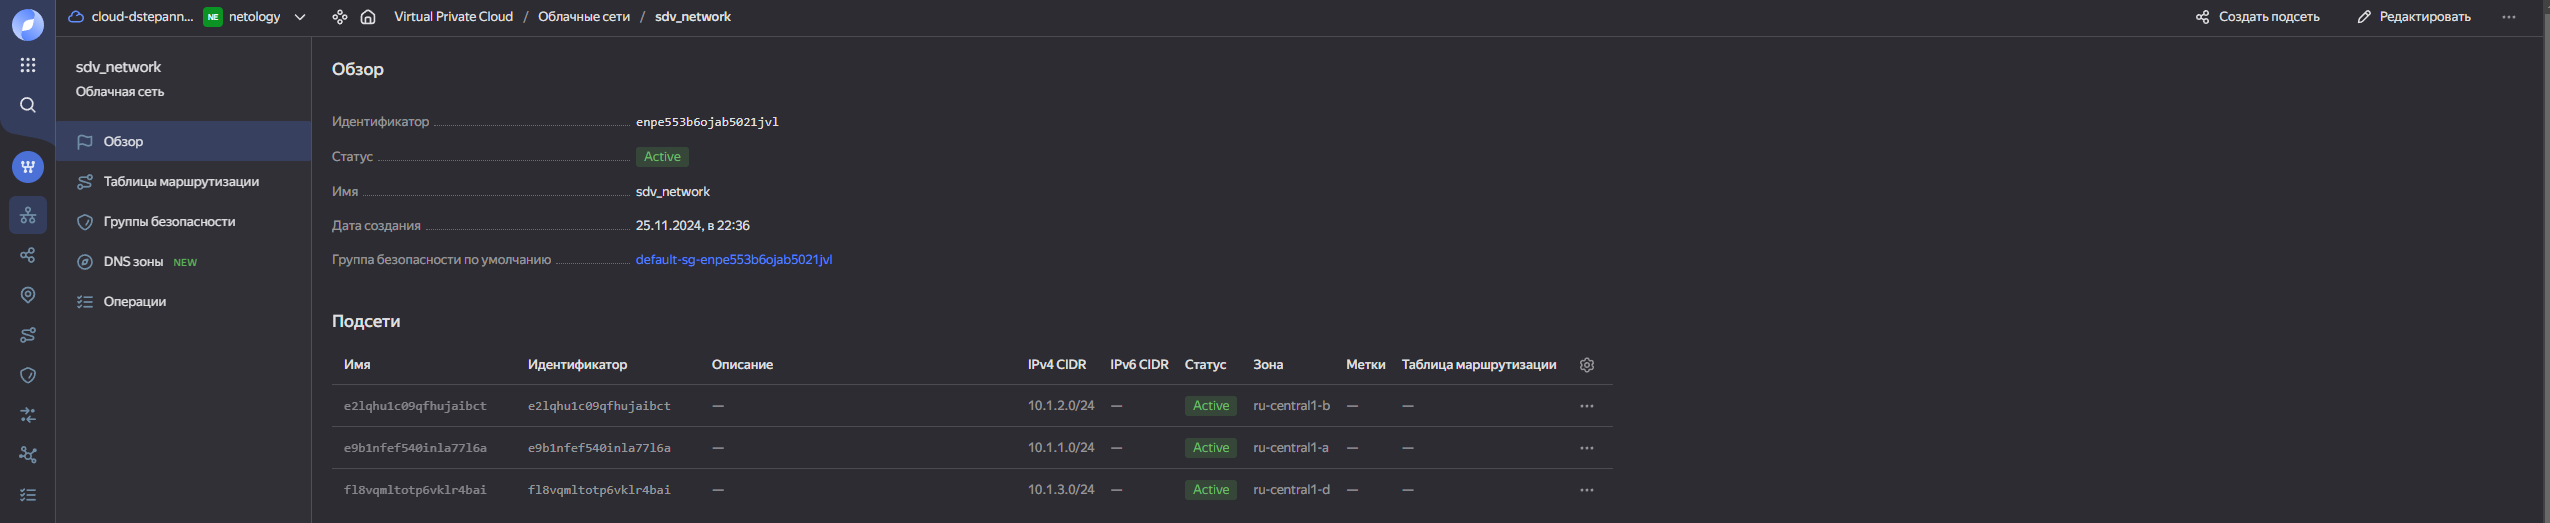 cloud-dstepann... NE netology Virtual Private Cloud / Облачные сети / sdv_network Создать подсеть Редактировать ...
sdv_network
Облачная сеть
Обзор
Таблицы маршрутизации
Группы безопасности
DNS зоны NEW
Операции
Обзор
Идентификатор enpe553b6ojab5021jvl
Статус Active
Имя sdv_network
Дата создания 25.11.2024, в 22:36
Группа безопасности по умолчанию default-sg-enpe553b6ojab5021jvl
Подсети
Имя Идентификатор Описание IPv4 CIDR IPv6 CIDR Статус Зона Метки Таблица маршрутизации
e2lqhu1c09qfhujaibct e2lqhu1c09qfhujaibct — 10.1.2.0/24 — Active ru-central1-b — — ...
e9b1nfef540inla77l6a e9b1nfef540inla77l6a — 10.1.1.0/24 — Active ru-central1-a — — ...
fl8vqmltotp6vklr4bai fl8vqmltotp6vklr4bai — 10.1.3.0/24 — Active ru-central1-d — — ...